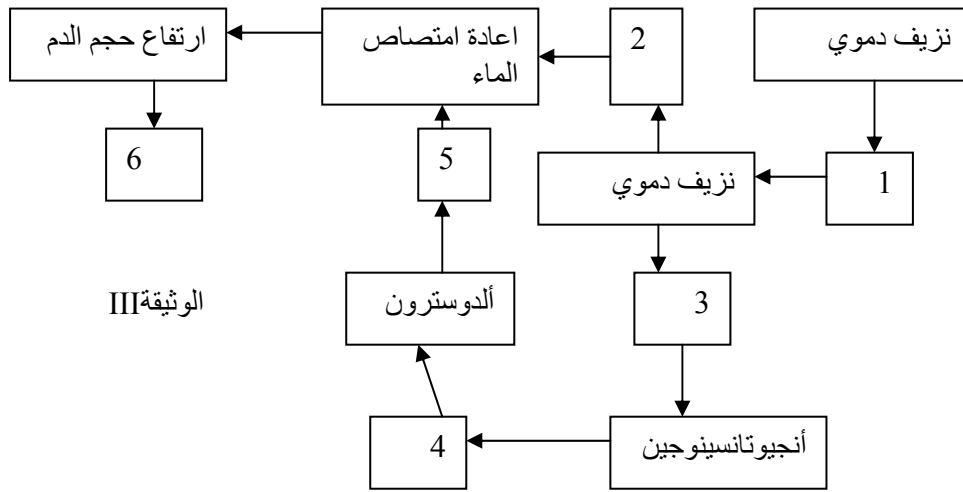 نزيف دموي
2
اعادة امتصاص
الماء
ارتفاع حجم الدم
1
نزيف دموي
5
6
3
ألدوسترون
الوثيقةIII
أنجيوتانسينوجين
4